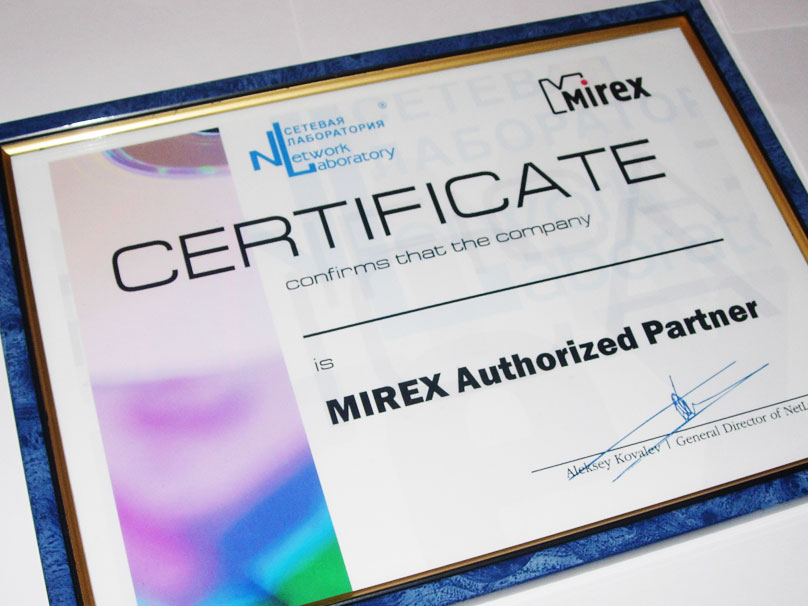 Mirex
СЕТЕВАЯ ®
ЛАБОРАТОРИЯ
Network
Laboratory
CERTIFICATE
confirms that the company
is
MIREX Authorized Partner
Aleksey Kovalev | General Director of NetL